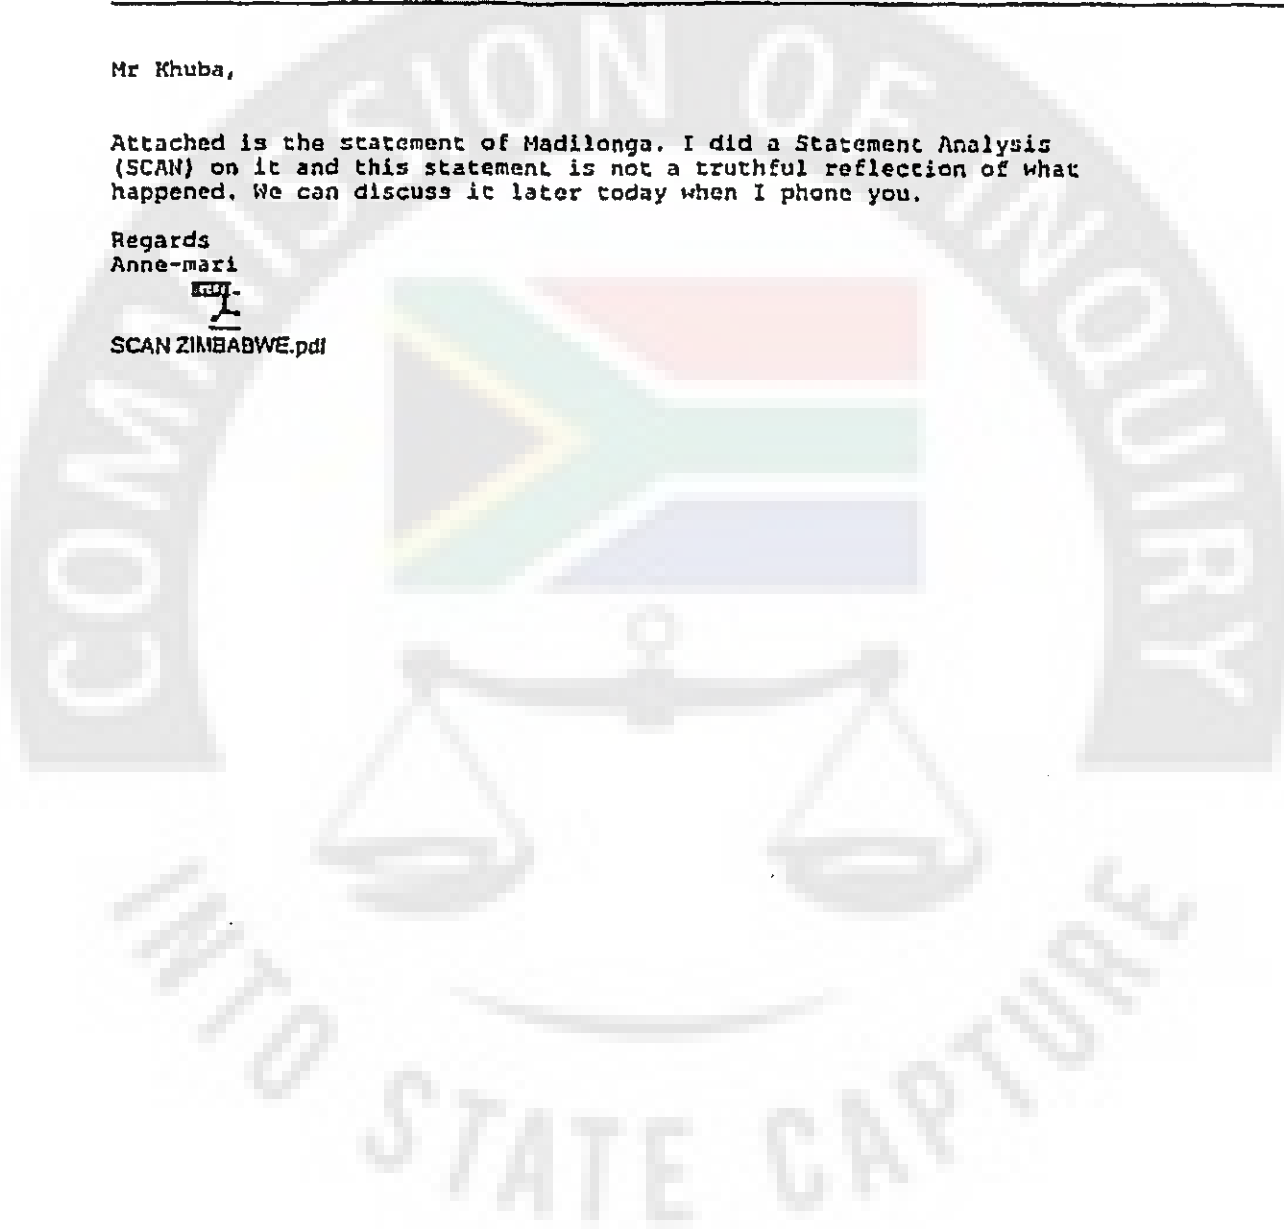 Mr Khuba,
Attached is the statement of Madilonga. I did a Statement Analysis
(SCAN) on it and this statement is not a truthful reflection of what
happened. We can discuss it later today when I phone you.
Regards
Anne-mari
SCAN ZIMBABWE.pdf
COMMISSION OF INQUIRY
INTO STATE CAPTURE